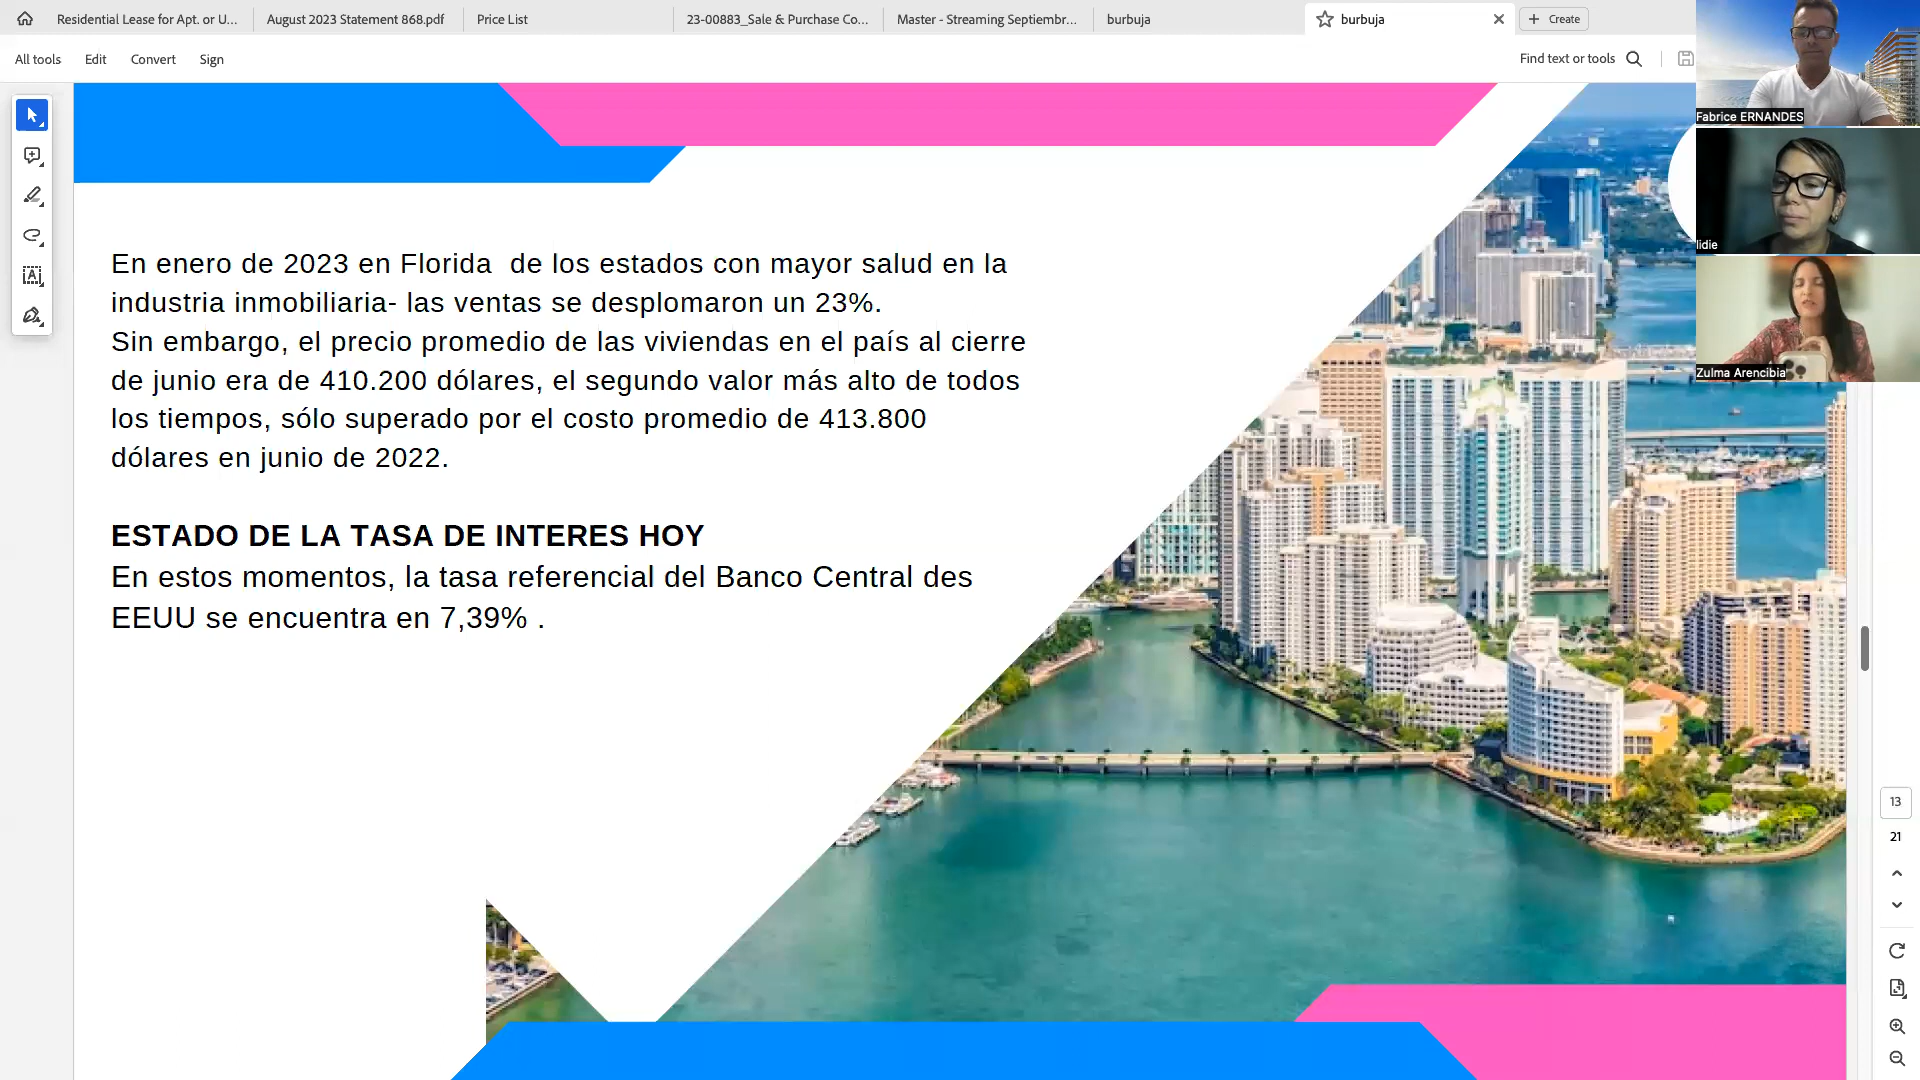 Residential Lease for Apt. or U...
August 2023 Statement 868.pdf
Price List
23-00883_Sale & Purchase Co...
Master - Streaming Septiembr...
burbuja
burbuja
Create
All tools
Edit
Convert
Sign
Find text or tools
Fabrice ERNANDES
lidie
Zulma Arencibia
En enero de 2023 en Florida de los estados con mayor salud en la
industria inmobiliaria- las ventas se desplomaron un 23%.
Sin embargo, el precio promedio de las viviendas en el país al cierre
de junio era de 410.200 dólares, el segundo valor más alto de todos
los tiempos, sólo superado por el costo promedio de 413.800
dólares en junio de 2022.
ESTADO DE LA TASA DE INTERES HOY
En estos momentos, la tasa referencial del Banco Central des
EEUU se encuentra en 7,39% .
13
21